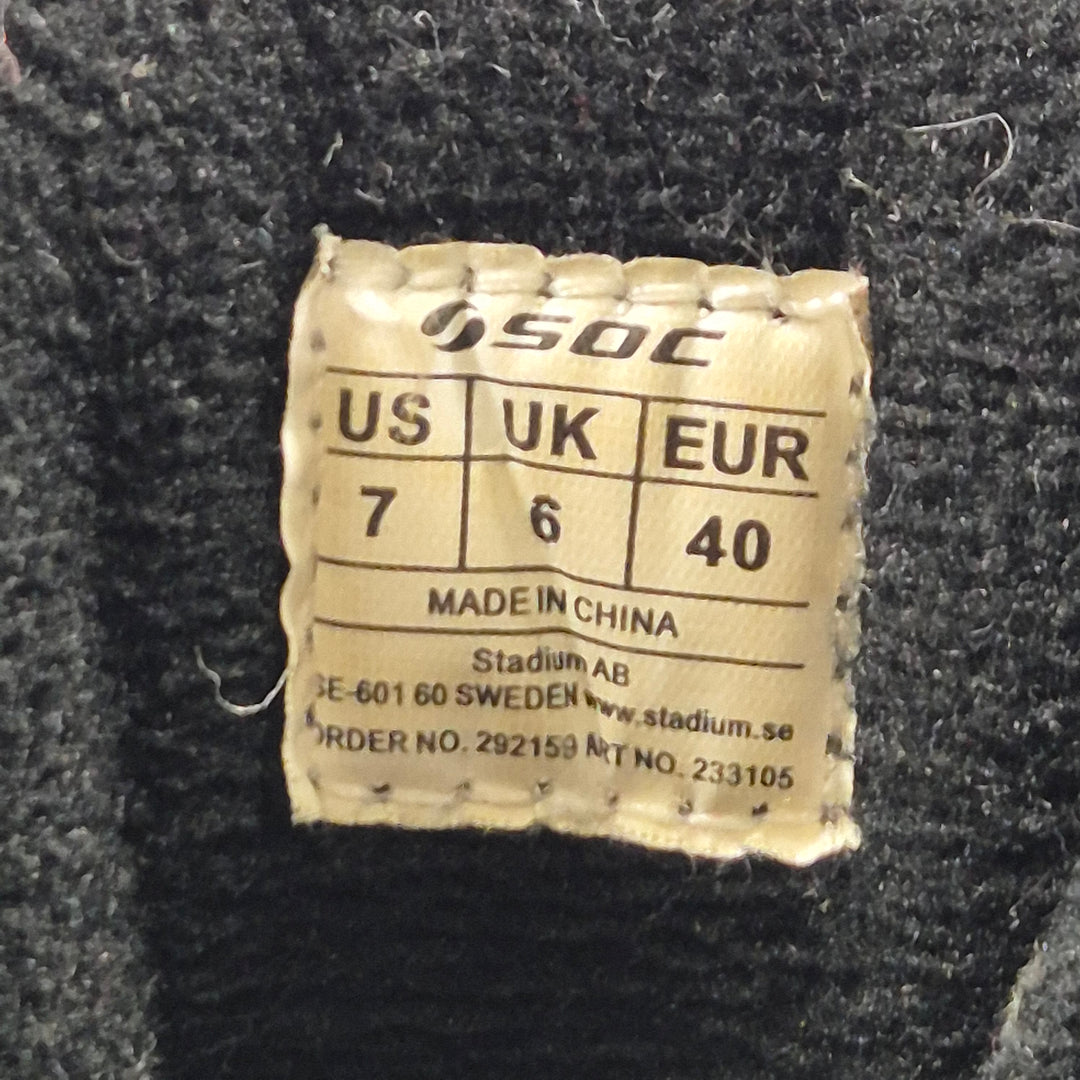 SOC
US UK EUR
7 6 40
MADE IN CHINA
Stadium AB
SE-601 60 SWEDEN www.stadium.se
ORDER NO. 292159 ART NO. 233105